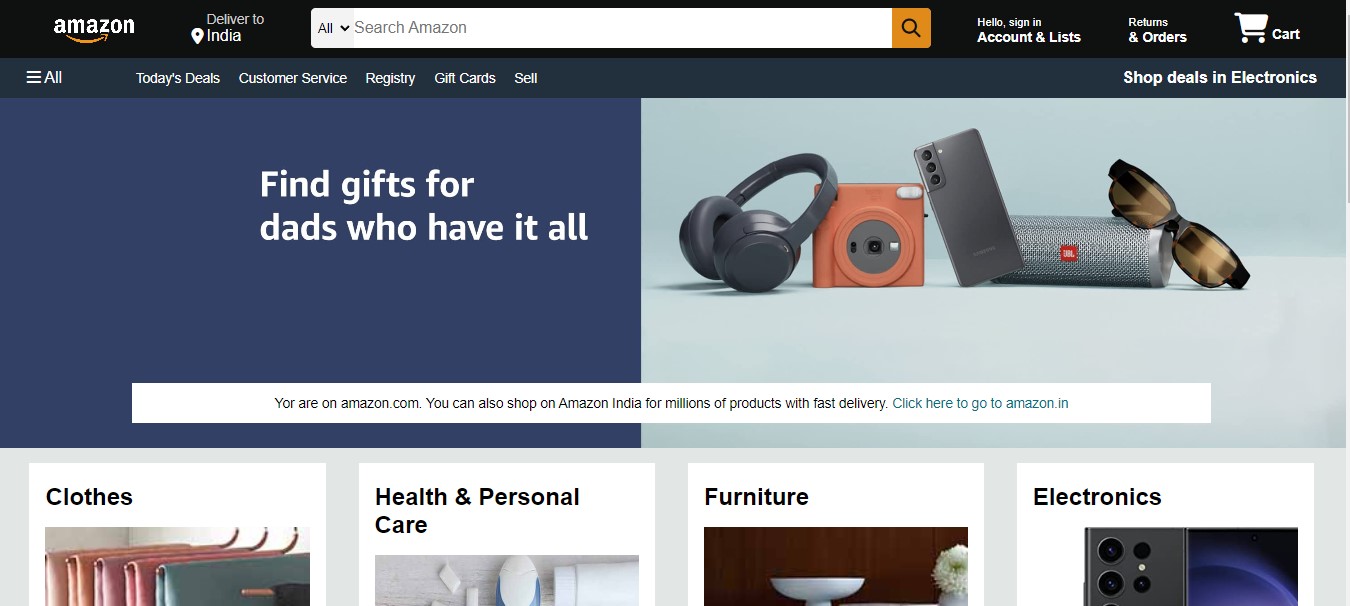 amazon
Deliver to
India
All
Search Amazon
Hello, sign in
Account & Lists
Returns
& Orders
Cart
All
Today's Deals
Customer Service
Registry
Gift Cards
Sell
Shop deals in Electronics
Find gifts for
dads who have it all
SAMSUNG
JBL
Yor are on amazon.com. You can also shop on Amazon India for millions of products with fast delivery. Click here to go to amazon.in
Clothes
Health & Personal
Care
Furniture
Electronics